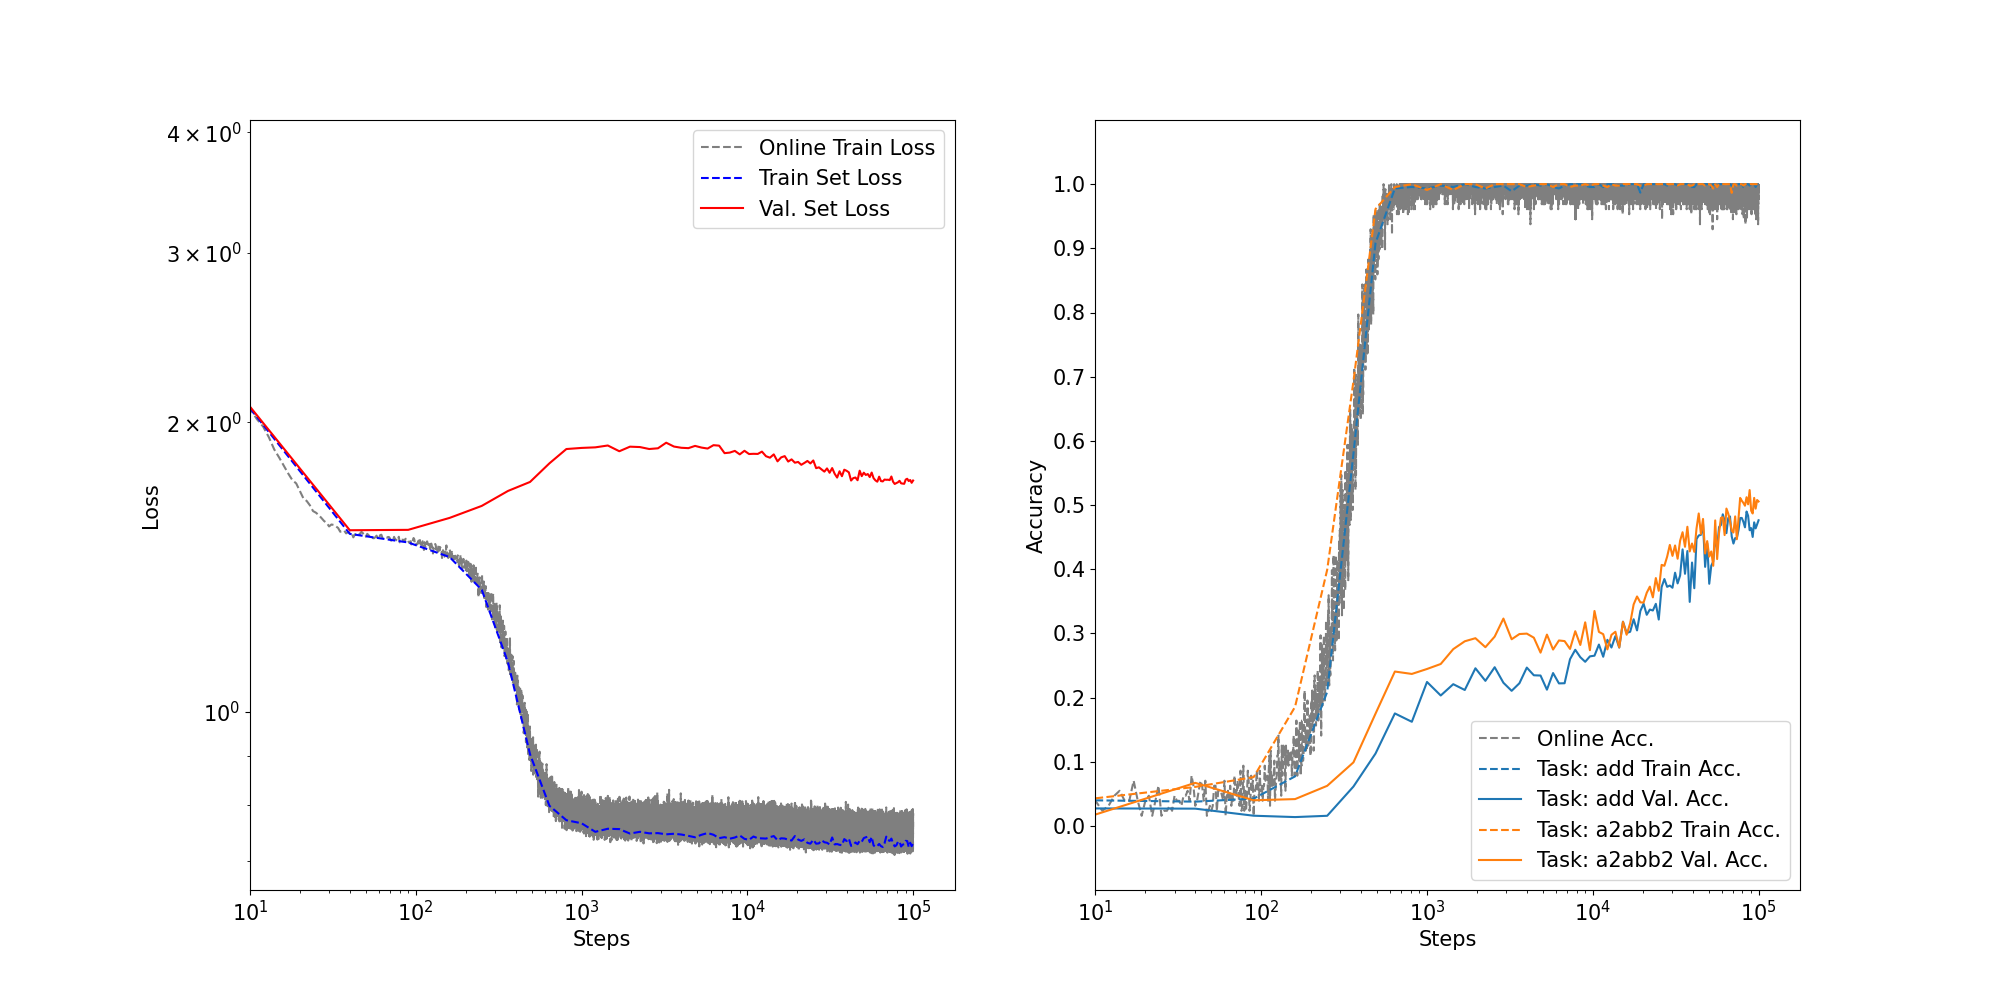 4 × 10⁰
3 × 10⁰
2 × 10⁰
10⁰
Loss
10¹ 10² 10³ 10⁴ 10⁵
Steps
Online Train Loss
Train Set Loss
Val. Set Loss
1.0
0.9
0.8
0.7
0.6
0.5
0.4
0.3
0.2
0.1
0.0
Accuracy
10¹ 10² 10³ 10⁴ 10⁵
Steps
Online Acc.
Task: add Train Acc.
Task: add Val. Acc.
Task: a2abb2 Train Acc.
Task: a2abb2 Val. Acc.